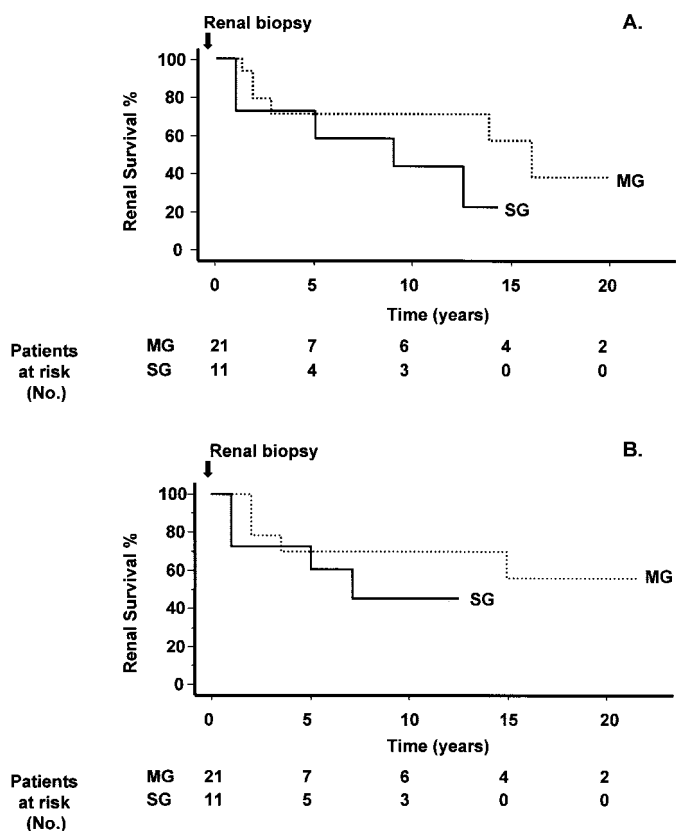 Renal biopsy
A.
100
80
60
40
20
0
Renal Survival %
MG
SG
0 5 10 15 20
Time (years)
Patients at risk (No.)
MG 21 7 6 4 2
SG 11 4 3 0 0
Renal biopsy
B.
100
80
60
40
20
0
Renal Survival %
MG
SG
0 5 10 15 20
Time (years)
Patients at risk (No.)
MG 21 7 6 4 2
SG 11 5 3 0 0